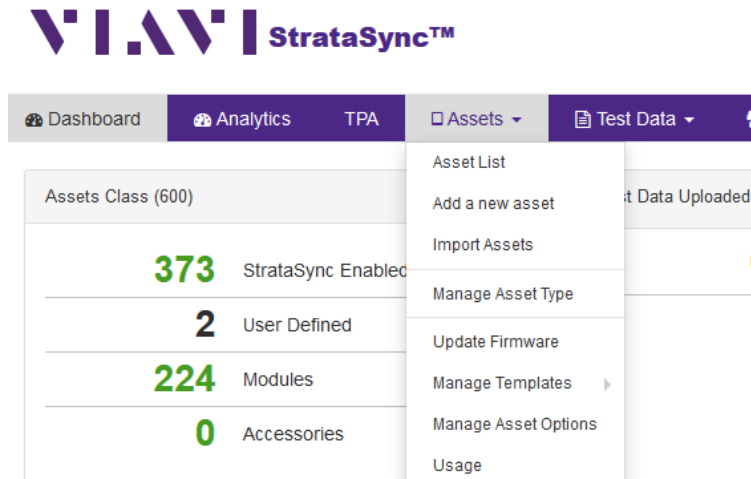 VIAVI StrataSync™
Dashboard Analytics TPA Assets Test Data
Asset List
Assets Class (600) t Data Uploaded
Add a new asset
Import Assets
373 StrataSync Enabled
Manage Asset Type
2 User Defined
Update Firmware
224 Modules
Manage Templates
Manage Asset Options
0 Accessories
Usage